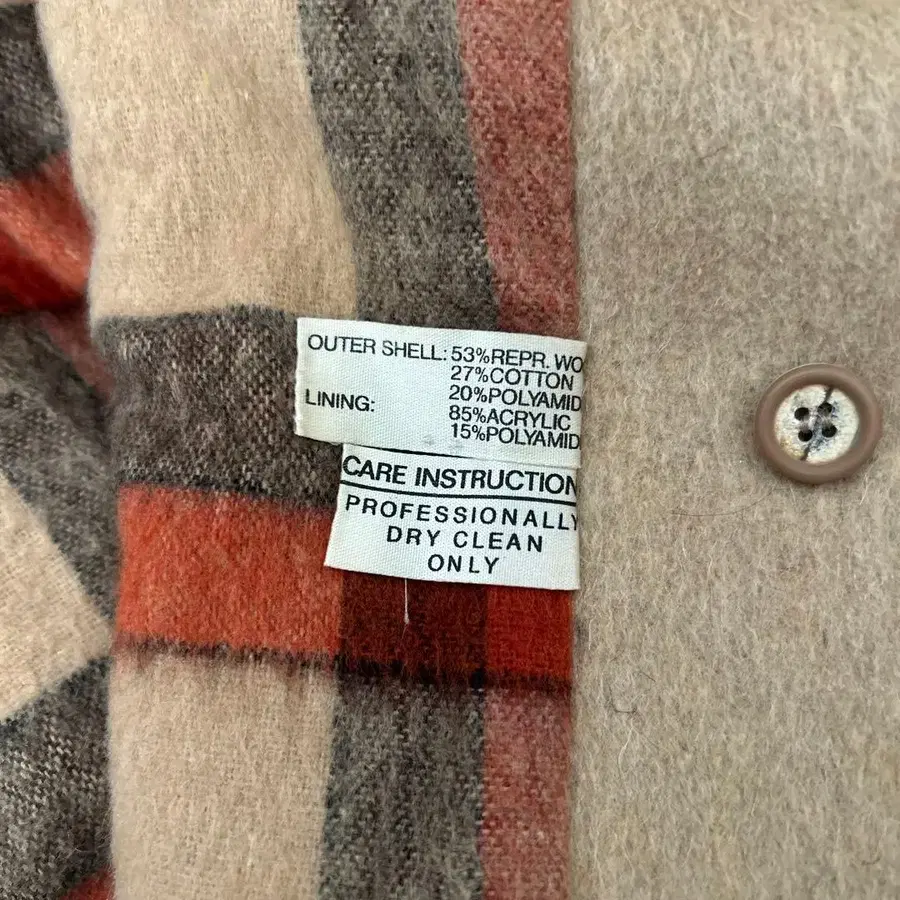 OUTER SHELL: 53%REPR. WO
27%COTTON
20%POLYAMID
LINING: 85%ACRYLIC
15%POLYAMID
CARE INSTRUCTION
PROFESSIONALLY
DRY CLEAN
ONLY